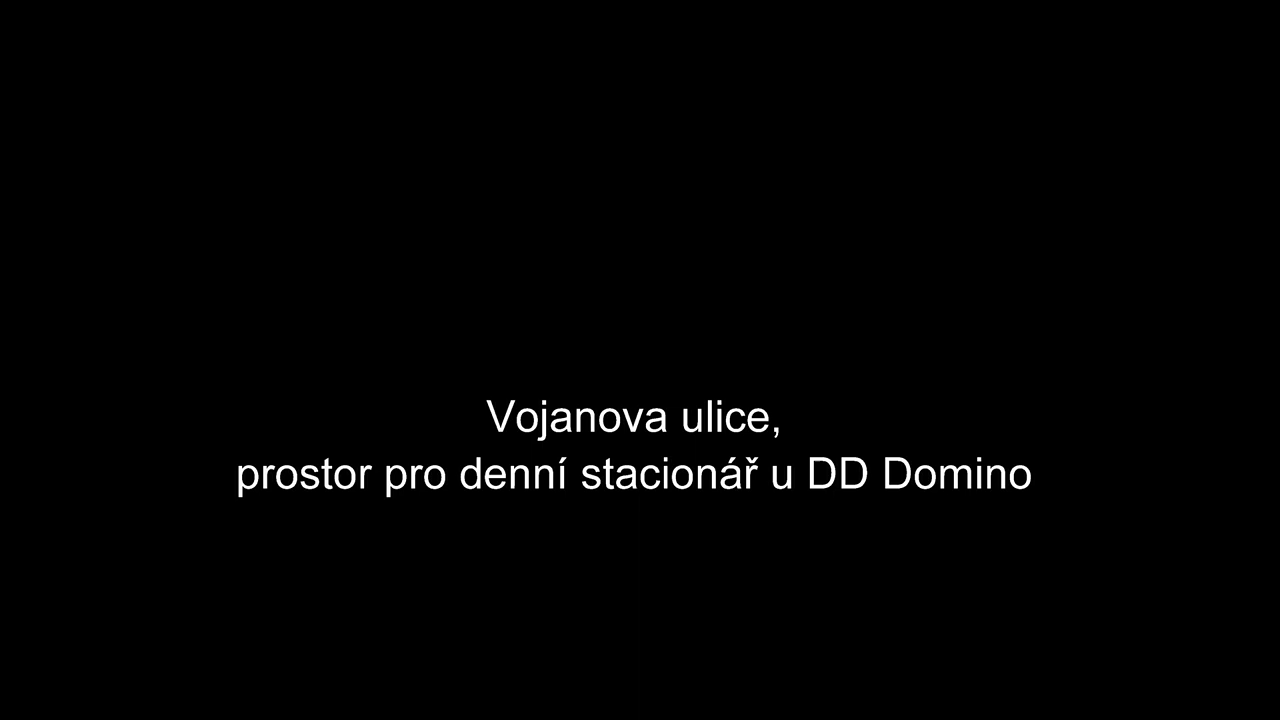 Vojanova ulice,
prostor pro denní stacionář u DD Domino